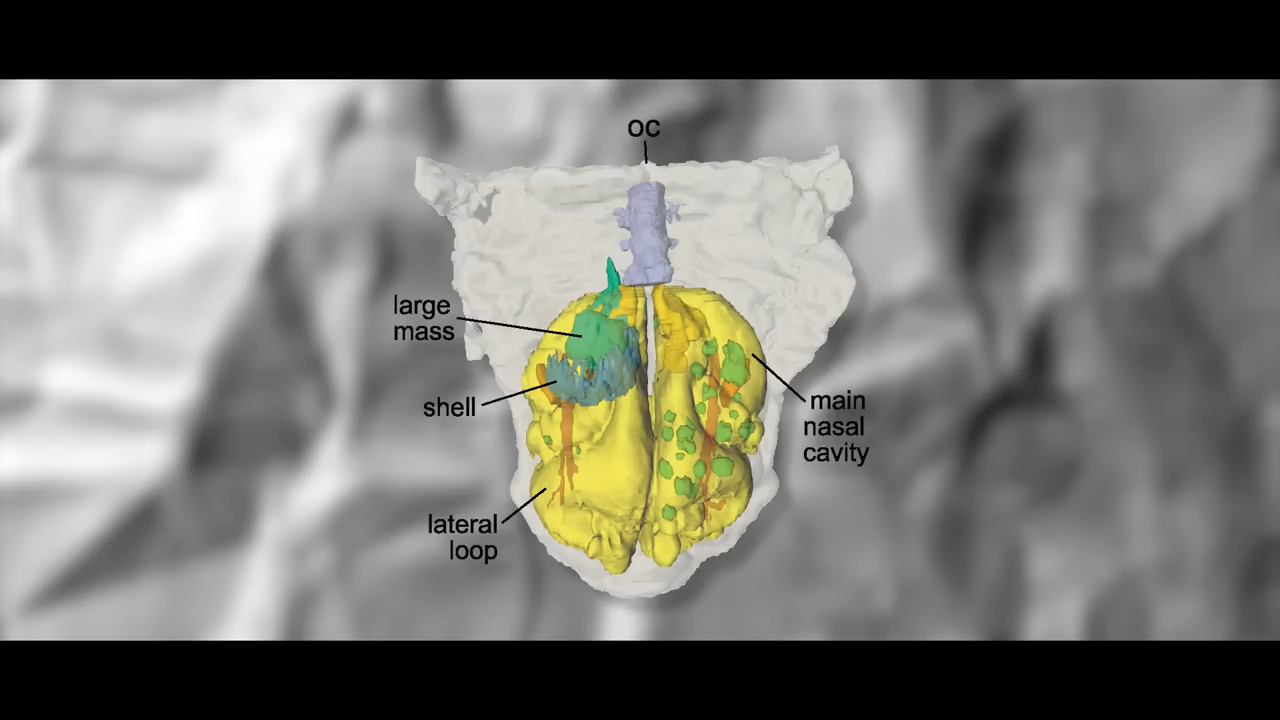 oc
large
mass
shell
main
nasal
cavity
lateral
loop